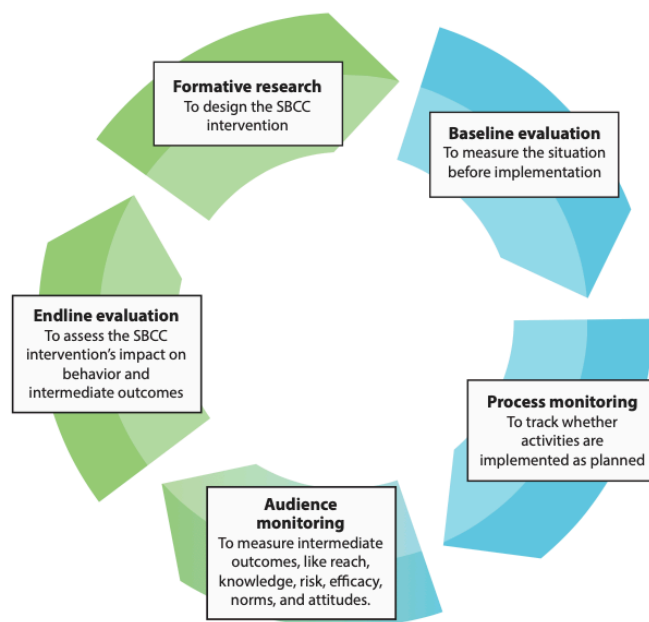 Formative research
To design the SBCC
intervention
Baseline evaluation
To measure the situation
before implementation
Process monitoring
To track whether
activities are
implemented as planned
Audience
monitoring
To measure intermediate
outcomes, like reach,
knowledge, risk, efficacy,
norms, and attitudes.
Endline evaluation
To assess the SBCC
intervention's impact on
behavior and
intermediate outcomes